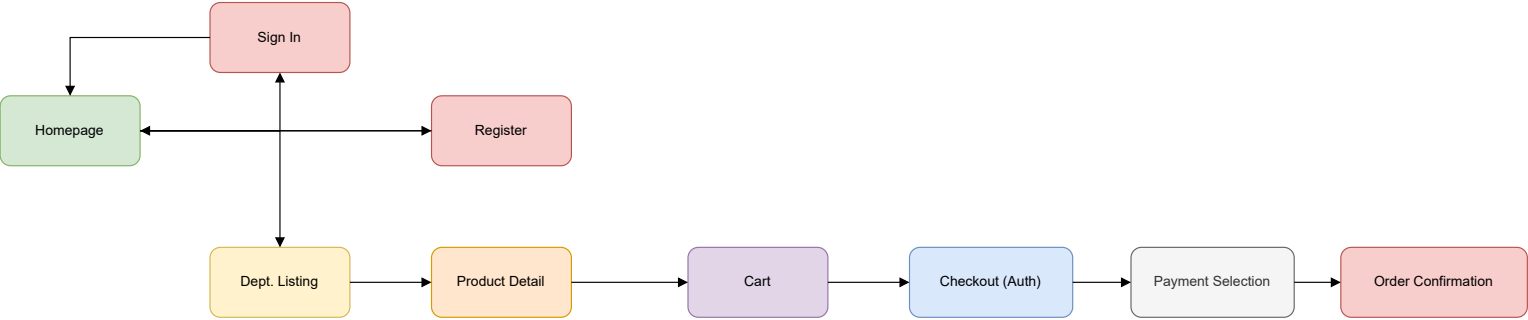 Sign In
Homepage
Register
Dept. Listing
Product Detail
Cart
Checkout (Auth)
Payment Selection
Order Confirmation